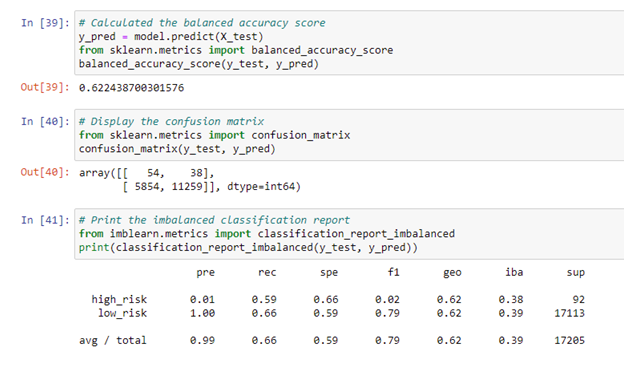 In [39]: # Calculated the balanced accuracy score
y_pred = model.predict(X_test)
from sklearn.metrics import balanced_accuracy_score
balanced_accuracy_score(y_test, y_pred)
Out[39]: 0.622438700301576
In [40]: # Display the confusion matrix
from sklearn.metrics import confusion_matrix
confusion_matrix(y_test, y_pred)
Out[40]: array([[   54,    38],
[ 5854, 11259]], dtype=int64)
In [41]: # Print the imbalanced classification report
from imblearn.metrics import classification_report_imbalanced
print(classification_report_imbalanced(y_test, y_pred))
pre rec spe f1 geo iba sup
high_risk 0.01 0.59 0.66 0.02 0.62 0.38 92
low_risk 1.00 0.66 0.59 0.79 0.62 0.39 17113
avg / total 0.99 0.66 0.59 0.79 0.62 0.39 17205